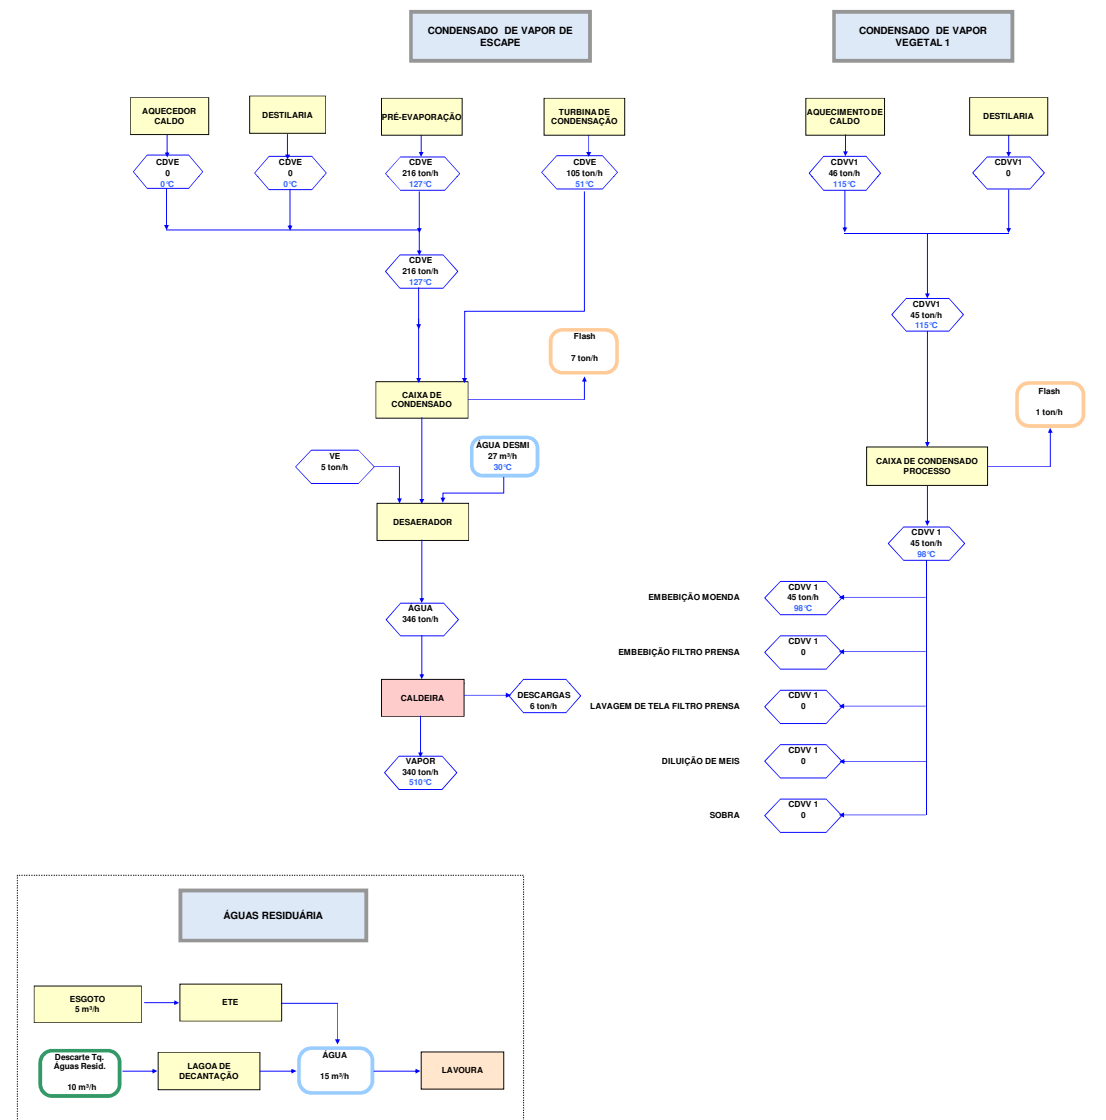 CONDENSADO DE VAPOR DE
ESCAPE
CONDENSADO DE VAPOR
VEGETAL 1
AQUECEDOR
CALDO
DESTILARIA
PRÉ-EVAPORAÇÃO
TURBINA DE
CONDENSAÇÃO
AQUECIMENTO DE
CALDO
DESTILARIA
CDVE
0
0°C
CDVE
0
0°C
CDVE
216 ton/h
127°C
CDVE
105 ton/h
51°C
CDVV1
46 ton/h
115°C
CDVV1
0
CDVE
216 ton/h
127°C
CDVV1
45 ton/h
115°C
Flash
7 ton/h
CAIXA DE
CONDENSADO
Flash
1 ton/h
VE
5 ton/h
ÁGUA DESMI
27 m³/h
30°C
CAIXA DE CONDENSADO
PROCESSO
DESAERADOR
CDVV 1
45 ton/h
98°C
ÁGUA
346 ton/h
EMBEBIÇÃO MOENDA
CDVV 1
45 ton/h
98°C
EMBEBIÇÃO FILTRO PRENSA
CDVV 1
0
CALDEIRA
DESCARGAS
6 ton/h
LAVAGEM DE TELA FILTRO PRENSA
CDVV 1
0
VAPOR
340 ton/h
510°C
DILUIÇÃO DE MEIS
CDVV 1
0
SOBRA
CDVV 1
0
ÁGUAS RESIDUÁRIA
ESGOTO
5 m³/h
ETE
Descarte Tq.
Águas Resid.
10 m³/h
LAGOA DE
DECANTAÇÃO
ÁGUA
15 m³/h
LAVOURA